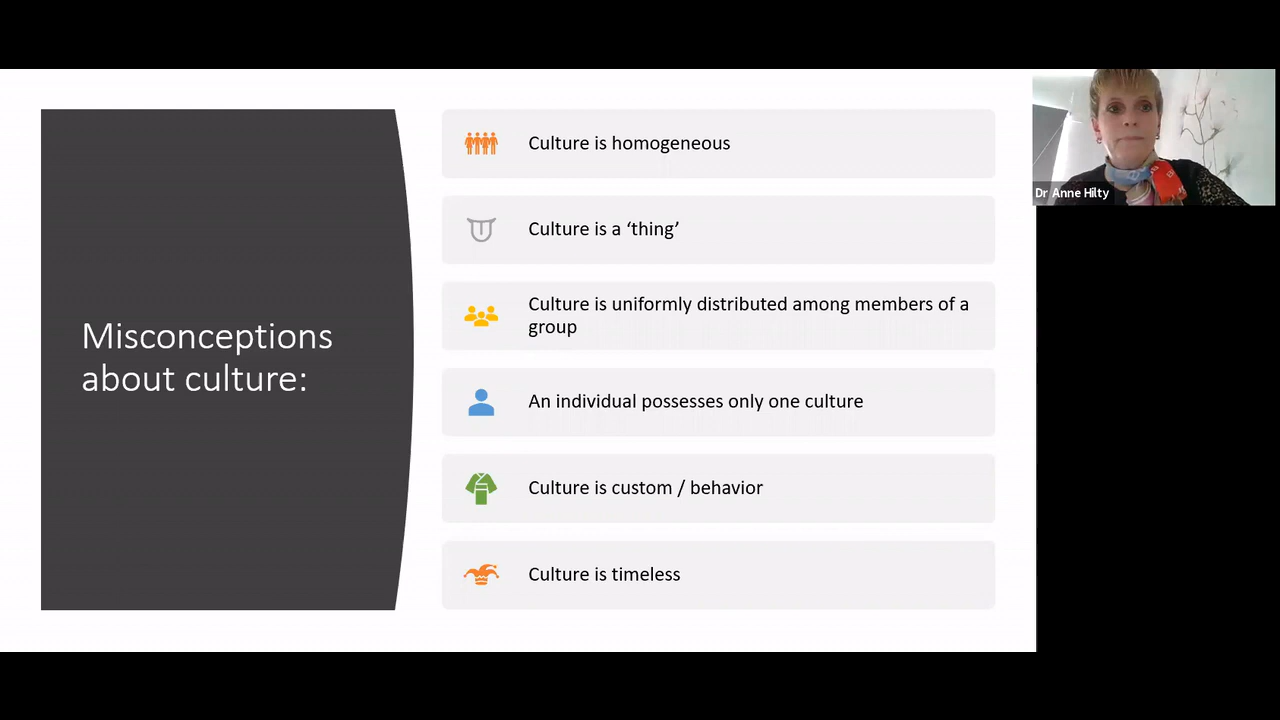 Misconceptions
about culture:
Culture is homogeneous
Culture is a ‘thing’
Culture is uniformly distributed among members of a
group
An individual possesses only one culture
Culture is custom / behavior
Culture is timeless
Dr Anne Hilty